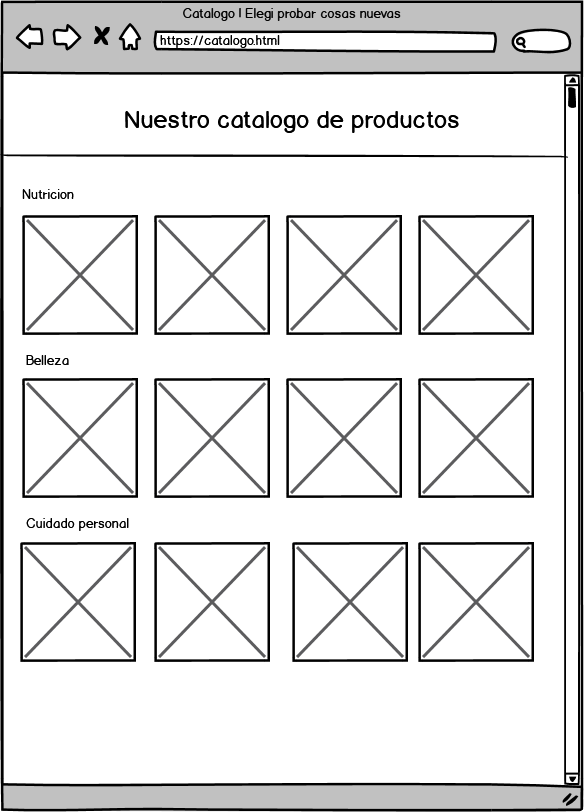 Catalogo | Elegi probar cosas nuevas
https://catalogo.html
Nuestro catalogo de productos
Nutricion
Belleza
Cuidado personal